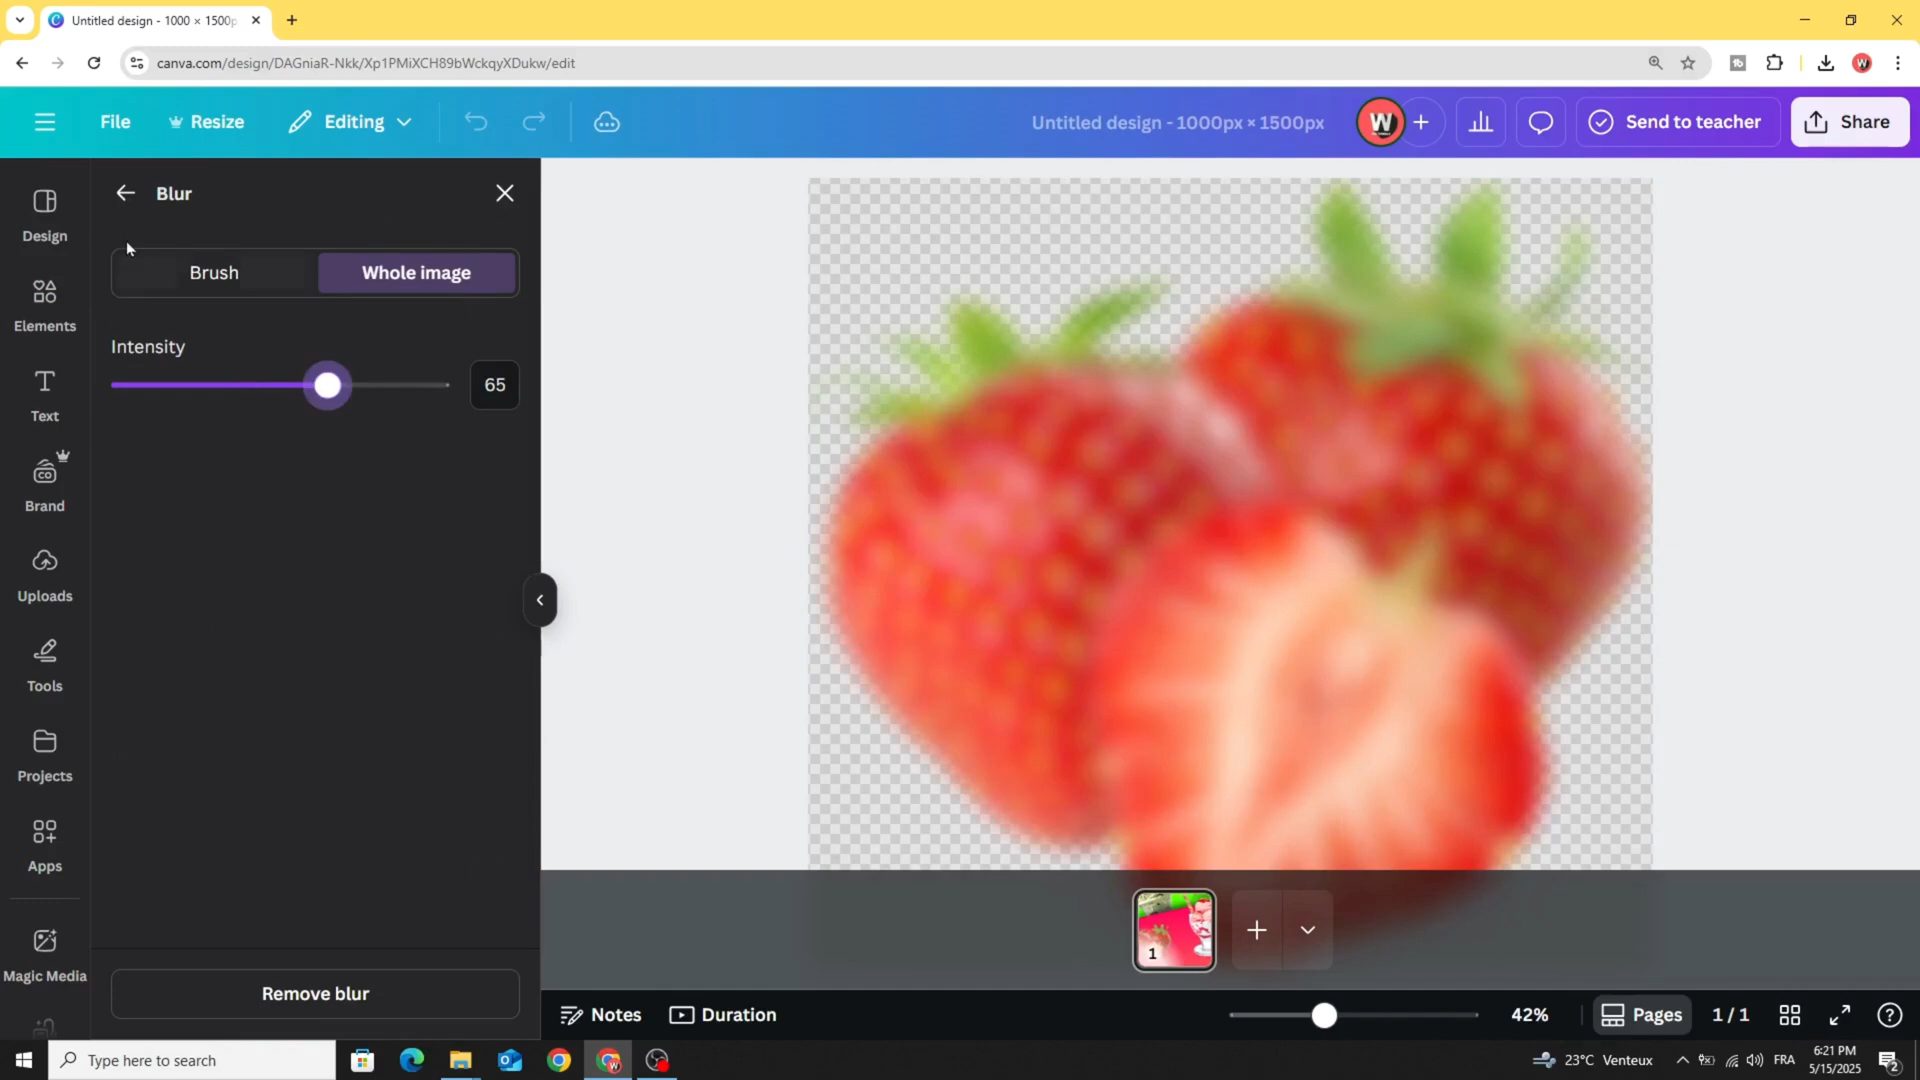 Untitled design - 1000 × 1500p
canva.com/design/DAGniaR-Nkk/Xp1PMiXCH89bWckqyXDukw/edit
W
File
Resize
Editing
Untitled design - 1000px × 1500px
W
Send to teacher
Share
Design
Elements
Text
Brand
Uploads
Tools
Projects
Apps
Magic Media
Blur
Brush
Whole image
Intensity
65
Remove blur
1
Notes
Duration
42%
Pages
1 / 1
Type here to search
23°C Venteux
FRA
6:21 PM
5/15/2025
2